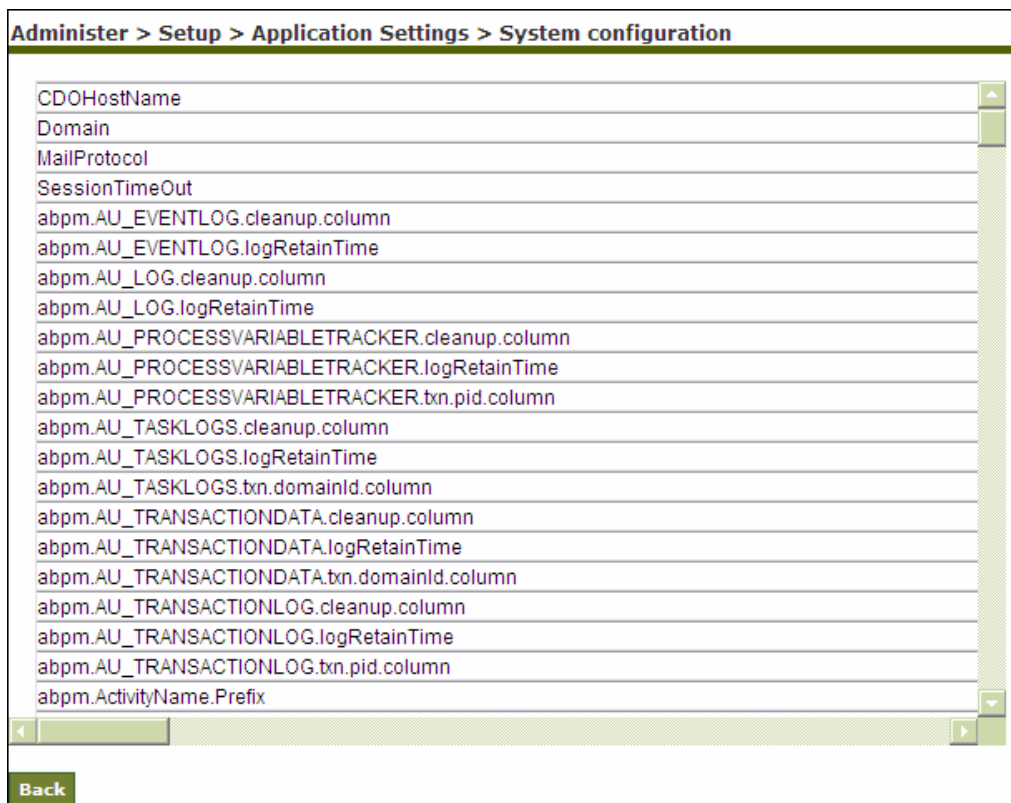 Administer > Setup > Application Settings > System configuration
CDOHostName
Domain
MailProtocol
SessionTimeOut
abpm.AU_EVENTLOG.cleanup.column
abpm.AU_EVENTLOG.logRetainTime
abpm.AU_LOG.cleanup.column
abpm.AU_LOG.logRetainTime
abpm.AU_PROCESSVARIABLETRACKER.cleanup.column
abpm.AU_PROCESSVARIABLETRACKER.logRetainTime
abpm.AU_PROCESSVARIABLETRACKER.txn.pid.column
abpm.AU_TASKLOGS.cleanup.column
abpm.AU_TASKLOGS.logRetainTime
abpm.AU_TASKLOGS.txn.domainId.column
abpm.AU_TRANSACTIONDATA.cleanup.column
abpm.AU_TRANSACTIONDATA.logRetainTime
abpm.AU_TRANSACTIONDATA.txn.domainId.column
abpm.AU_TRANSACTIONLOG.cleanup.column
abpm.AU_TRANSACTIONLOG.logRetainTime
abpm.AU_TRANSACTIONLOG.txn.pid.column
abpm.ActivityName.Prefix
Back